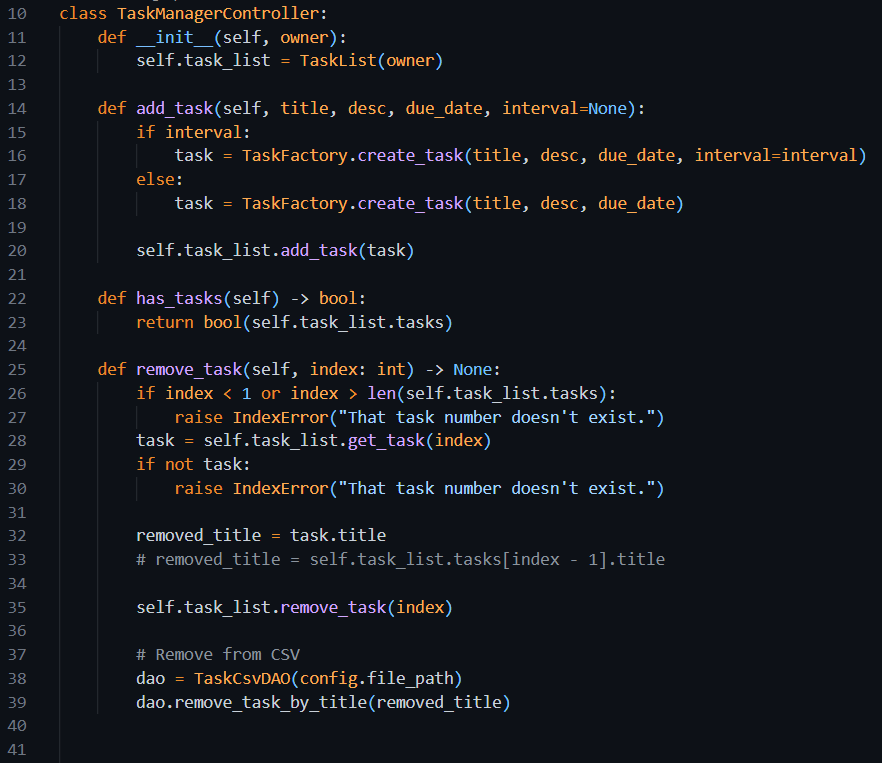 10 class TaskManagerController:
11     def __init__(self, owner):
12         self.task_list = TaskList(owner)
13
14     def add_task(self, title, desc, due_date, interval=None):
15         if interval:
16             task = TaskFactory.create_task(title, desc, due_date, interval=interval)
17         else:
18             task = TaskFactory.create_task(title, desc, due_date)
19
20         self.task_list.add_task(task)
21
22     def has_tasks(self) -> bool:
23         return bool(self.task_list.tasks)
24
25     def remove_task(self, index: int) -> None:
26         if index < 1 or index > len(self.task_list.tasks):
27             raise IndexError("That task number doesn't exist.")
28         task = self.task_list.get_task(index)
29         if not task:
30             raise IndexError("That task number doesn't exist.")
31
32         removed_title = task.title
33         # removed_title = self.task_list.tasks[index - 1].title
34
35         self.task_list.remove_task(index)
36
37         # Remove from CSV
38         dao = TaskCsvDAO(config.file_path)
39         dao.remove_task_by_title(removed_title)
40
41